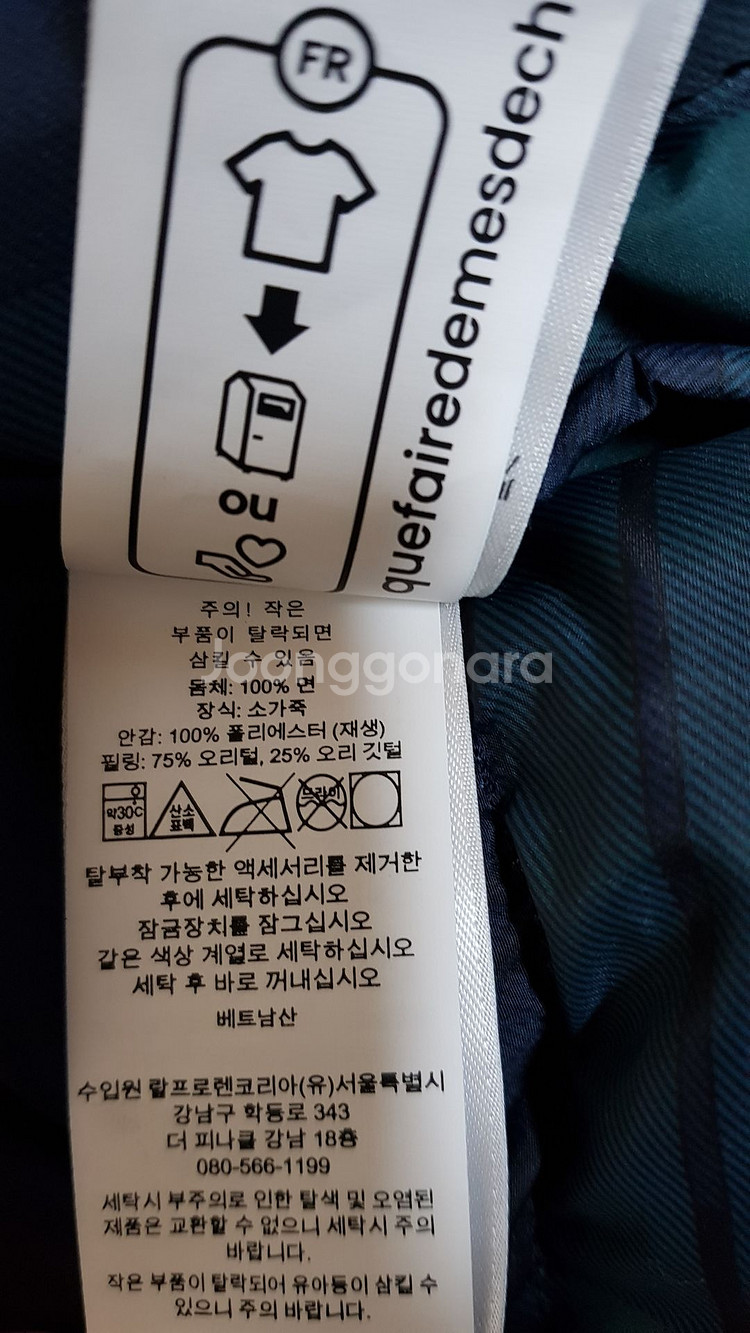 FR
ou
quefairedemesdech
주의! 작은
부품이 탈락되면
삼킬 수 있음
Joonggonara
몸체: 100% 면
장식: 소가죽
안감: 100% 폴리에스터 (재생)
필링: 75% 오리털, 25% 오리 깃털
약30℃
중성
산소
표백
드라이
탈부착 가능한 액세서리를 제거한
후에 세탁하십시오
잠금장치를 잠그십시오
같은 색상 계열로 세탁하십시오
세탁 후 바로 꺼내십시오
베트남산
수입원 랄프로렌코리아(유)서울특별시
강남구 학동로 343
더 피나클 강남 18층
080-566-1199
세탁시 부주의로 인한 탈색 및 오염된
제품은 교환할 수 없으니 세탁시 주의
바랍니다.
작은 부품이 탈락되어 유아등이 삼킬 수
있으니 주의 바랍니다.